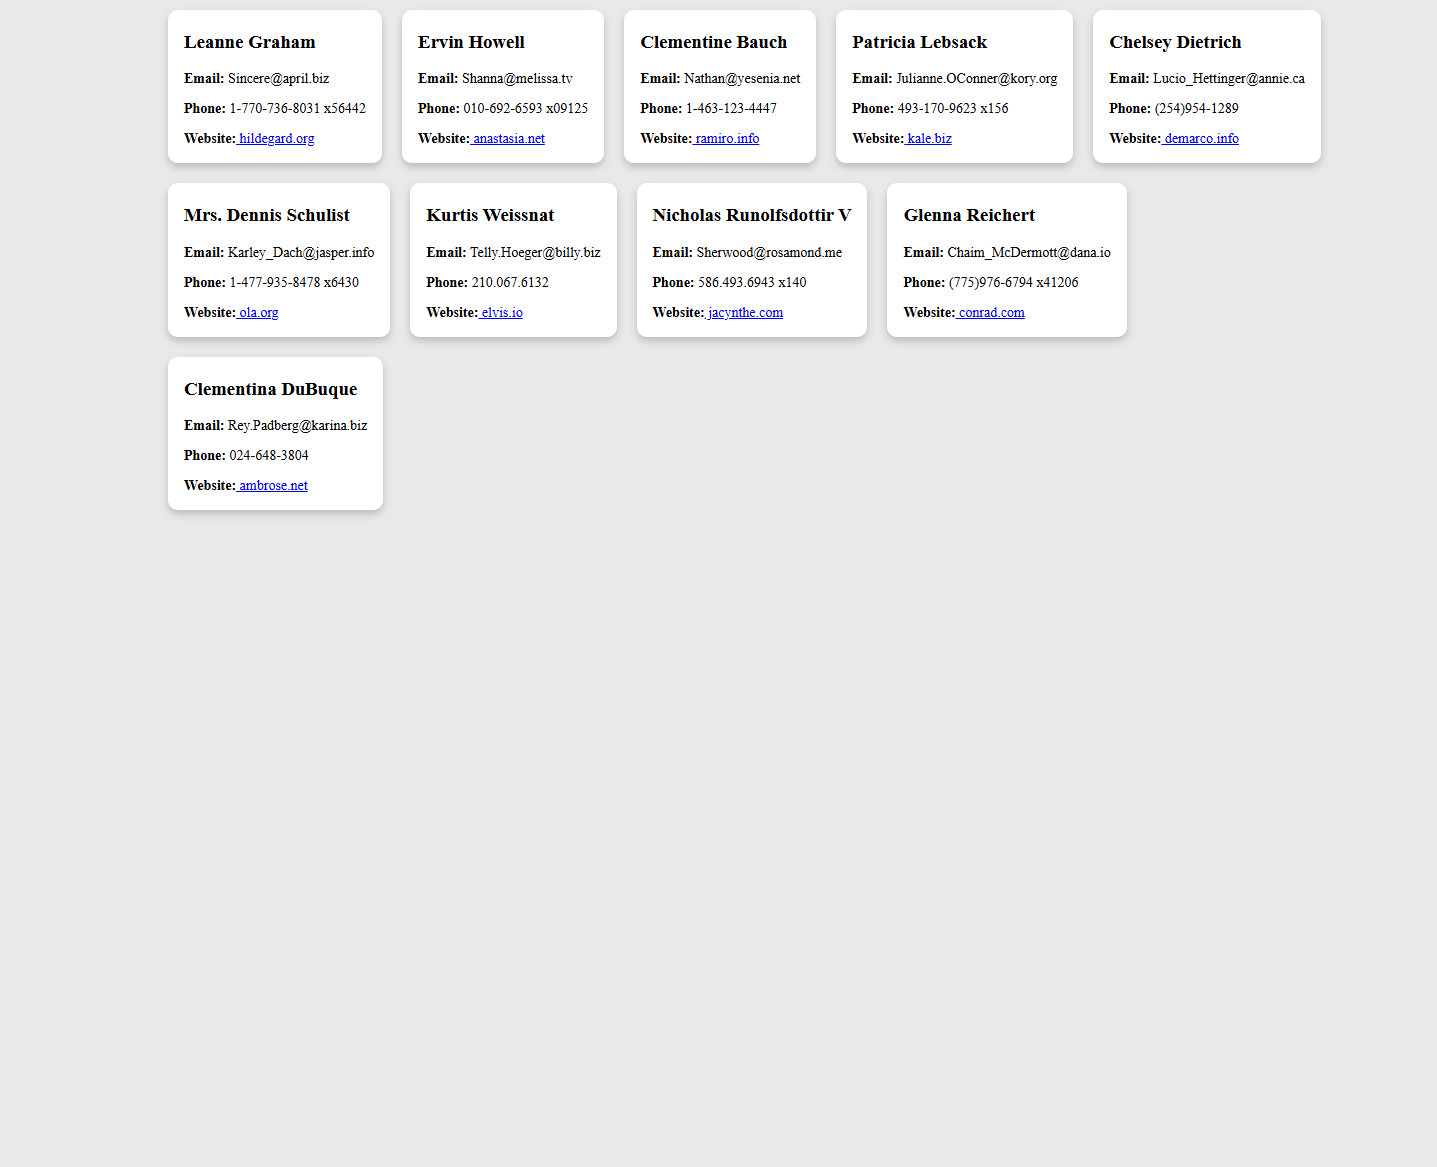 Leanne Graham
Email: Sincere@april.biz
Phone: 1-770-736-8031 x56442
Website: hildegard.org
Ervin Howell
Email: Shanna@melissa.tv
Phone: 010-692-6593 x09125
Website: anastasia.net
Clementine Bauch
Email: Nathan@yesenia.net
Phone: 1-463-123-4447
Website: ramiro.info
Patricia Lebsack
Email: Julianne.OConner@kory.org
Phone: 493-170-9623 x156
Website: kale.biz
Chelsey Dietrich
Email: Lucio_Hettinger@annie.ca
Phone: (254)954-1289
Website: demarco.info
Mrs. Dennis Schulist
Email: Karley_Dach@jasper.info
Phone: 1-477-935-8478 x6430
Website: ola.org
Kurtis Weissnat
Email: Telly.Hoeger@billy.biz
Phone: 210.067.6132
Website: elvis.io
Nicholas Runolfsdottir V
Email: Sherwood@rosamond.me
Phone: 586.493.6943 x140
Website: jacynthe.com
Glenna Reichert
Email: Chaim_McDermott@dana.io
Phone: (775)976-6794 x41206
Website: conrad.com
Clementina DuBuque
Email: Rey.Padberg@karina.biz
Phone: 024-648-3804
Website: ambrose.net